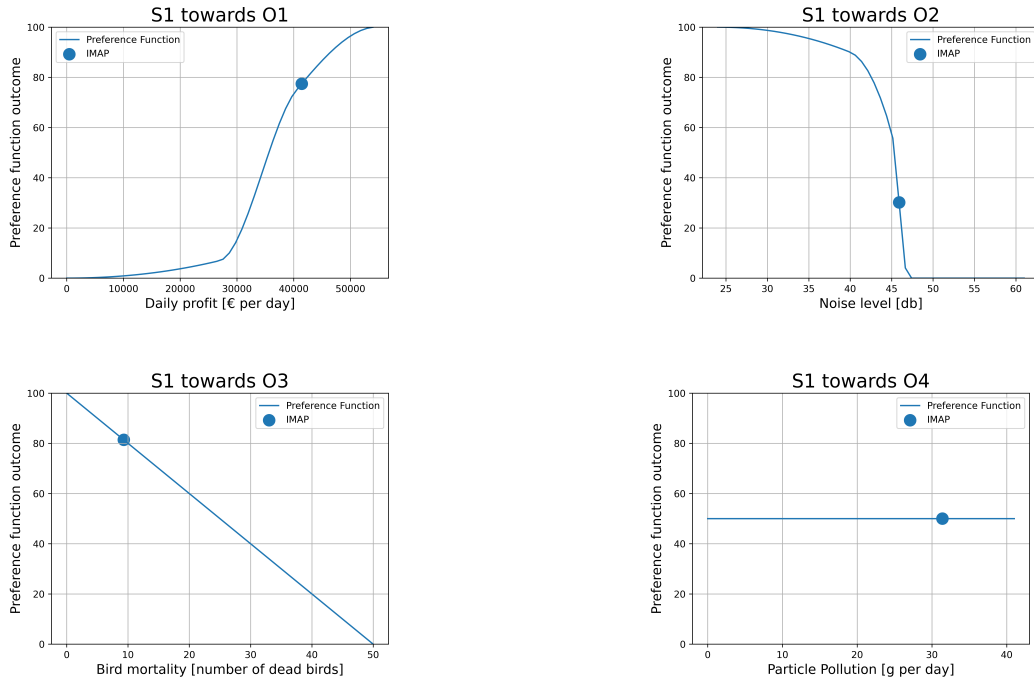 S1 towards O1
100
80
60
40
20
0
Preference function outcome
Preference Function
IMAP
0 10000 20000 30000 40000 50000
Daily profit [€ per day]
S1 towards O2
100
80
60
40
20
0
Preference function outcome
Preference Function
IMAP
25 30 35 40 45 50 55 60
Noise level [db]
S1 towards O3
100
80
60
40
20
0
Preference function outcome
Preference Function
IMAP
0 10 20 30 40 50
Bird mortality [number of dead birds]
S1 towards O4
100
80
60
40
20
0
Preference function outcome
Preference Function
IMAP
0 10 20 30 40
Particle Pollution [g per day]